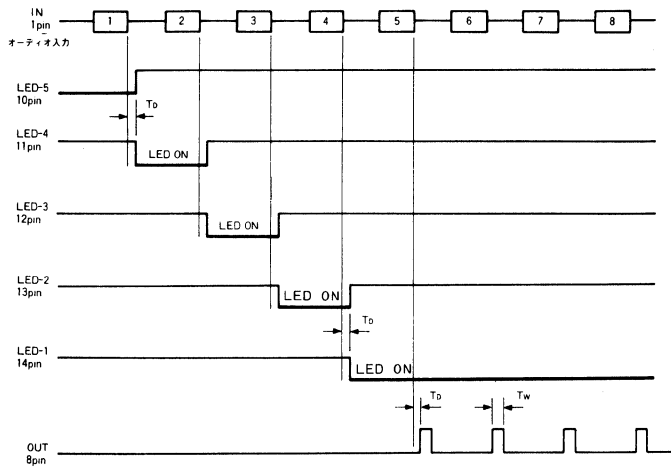 IN
1pin
オーティオ入力
1 2 3 4 5 6 7 8
LED-5
10pin
TD
LED-4
11pin
LED ON
LED-3
12pin
LED ON
LED-2
13pin
LED ON
TD
LED-1
14pin
LED ON
TD
TW
OUT
8pin